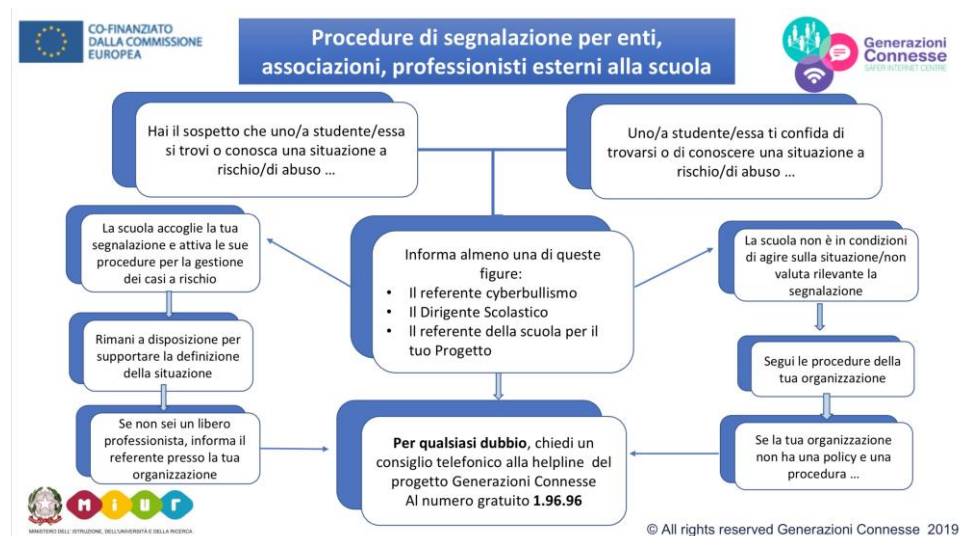 CO-FINANZIATO
DALLA COMMISSIONE
EUROPEA
Procedure di segnalazione per enti,
associazioni, professionisti esterni alla scuola
Generazioni
Connesse
SAFER INTERNET CENTRE
Hai il sospetto che uno/a studente/essa
si trovi o conosca una situazione a
rischio/di abuso ...
Uno/a studente/essa ti confida di
trovarsi o di conoscere una situazione a
rischio/di abuso ...
La scuola accoglie la tua
segnalazione e attiva le sue
procedure per la gestione
dei casi a rischio
Informa almeno una di queste
figure:
• Il referente cyberbullismo
• Il Dirigente Scolastico
• Il referente della scuola per il
tuo Progetto
La scuola non è in condizioni
di agire sulla situazione/non
valuta rilevante la
segnalazione
Rimani a disposizione per
supportare la definizione
della situazione
Segui le procedure della
tua organizzazione
Se non sei un libero
professionista, informa il
referente presso la tua
organizzazione
Per qualsiasi dubbio, chiedi un
consiglio telefonico alla helpline del
progetto Generazioni Connesse
Al numero gratuito 1.96.96
Se la tua organizzazione
non ha una policy e una
procedura ...
miur
MINISTERO DELL'ISTRUZIONE, DELL'UNIVERSITÀ E DELLA RICERCA
© All rights reserved Generazioni Connesse 2019